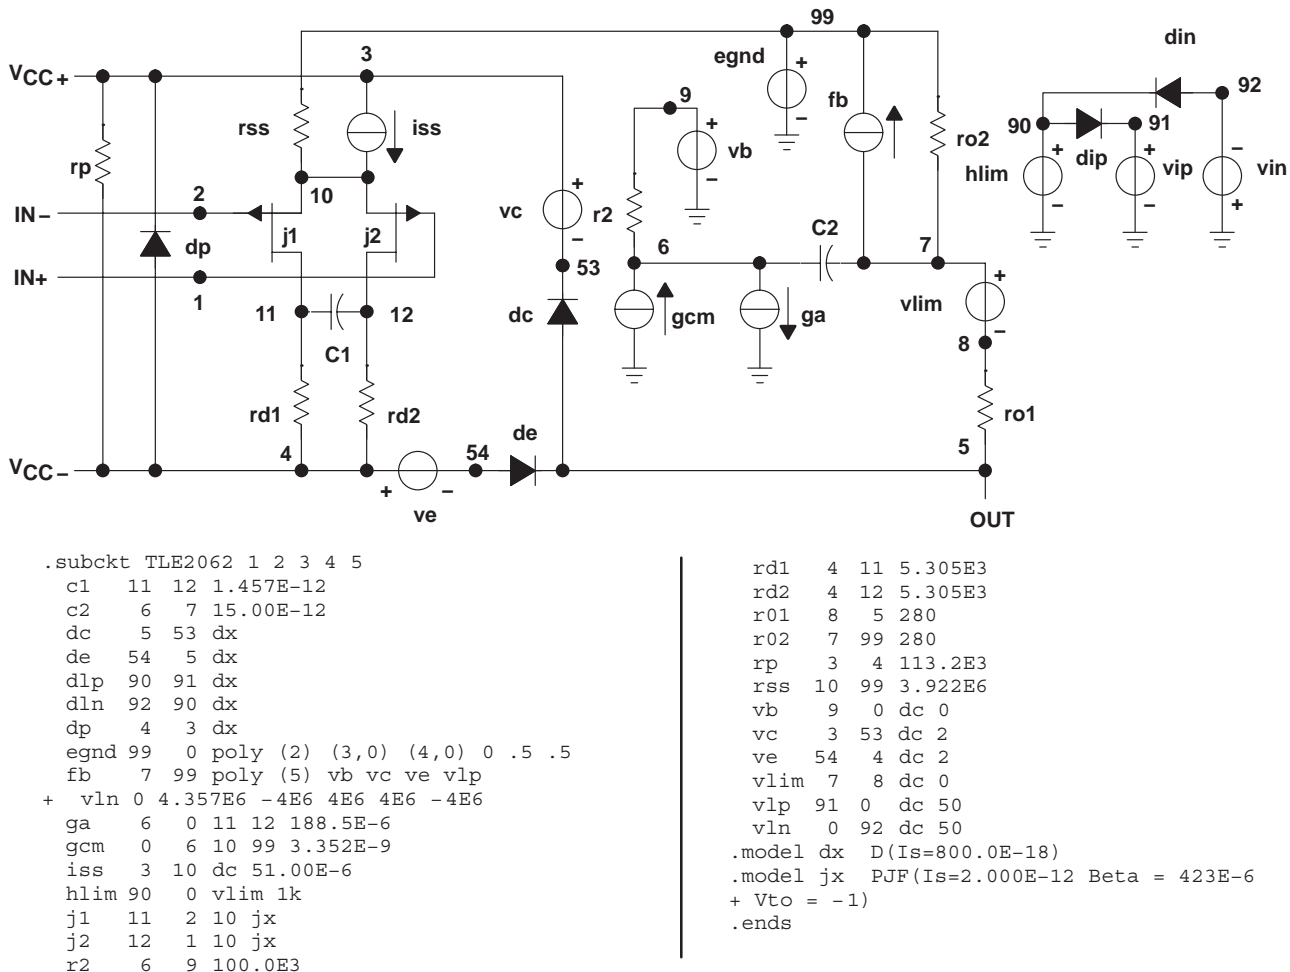 99
din
3
egnd
+
VCC+
9
fb
92
rss
iss
+
vb
ro2
90
91
rp
dip
hlim
+
+
vip
-
vin
10
2
IN−
vc
+
r2
C2
-
-
+
j1
j2
dp
6
7
IN+
53
1
11
12
dc
gcm
ga
vlim
+
-
C1
8
rd1
rd2
ro1
de
4
54
5
VCC−
+
−
ve
OUT
.subckt TLE2062 1 2 3 4 5
c1 11 12 1.457E−12
c2 6 7 15.00E−12
dc 5 53 dx
de 54 5 dx
dlp 90 91 dx
dln 92 90 dx
dp 4 3 dx
egnd 99 0 poly (2) (3,0) (4,0) 0 .5 .5
fb 7 99 poly (5) vb vc ve vlp
+ vln 0 4.357E6 −4E6 4E6 4E6 −4E6
ga 6 0 11 12 188.5E−6
gcm 0 6 10 99 3.352E−9
iss 3 10 dc 51.00E−6
hlim 90 0 vlim 1k
j1 11 2 10 jx
j2 12 1 10 jx
r2 6 9 100.0E3
rd1 4 11 5.305E3
rd2 4 12 5.305E3
r01 8 5 280
r02 7 99 280
rp 3 4 113.2E3
rss 10 99 3.922E6
vb 9 0 dc 0
vc 3 53 dc 2
ve 54 4 dc 2
vlim 7 8 dc 0
vlp 91 0 dc 50
vln 0 92 dc 50
.model dx D(Is=800.0E−18)
.model jx PJF(Is=2.000E−12 Beta = 423E−6
+ Vto = −1)
.ends